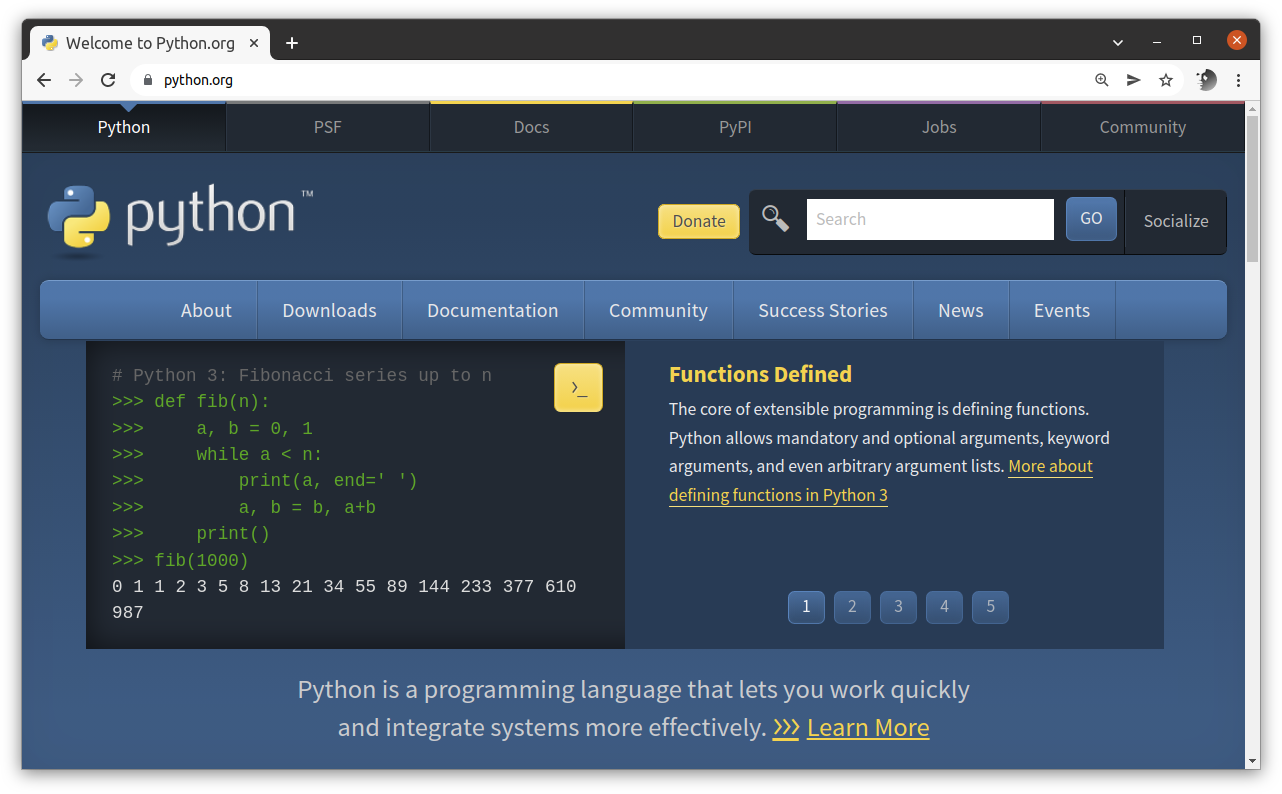 Welcome to Python.org
python.org
Python PSF Docs PyPI Jobs Community
python™
Donate Search GO Socialize
About Downloads Documentation Community Success Stories News Events
# Python 3: Fibonacci series up to n
>>> def fib(n):
>>>     a, b = 0, 1
>>>     while a < n:
>>>         print(a, end=' ')
>>>         a, b = b, a+b
>>>     print()
>>> fib(1000)
0 1 1 2 3 5 8 13 21 34 55 89 144 233 377 610
987
>_
Functions Defined
The core of extensible programming is defining functions.
Python allows mandatory and optional arguments, keyword
arguments, and even arbitrary argument lists. More about
defining functions in Python 3
1 2 3 4 5
Python is a programming language that lets you work quickly
and integrate systems more effectively. >>> Learn More